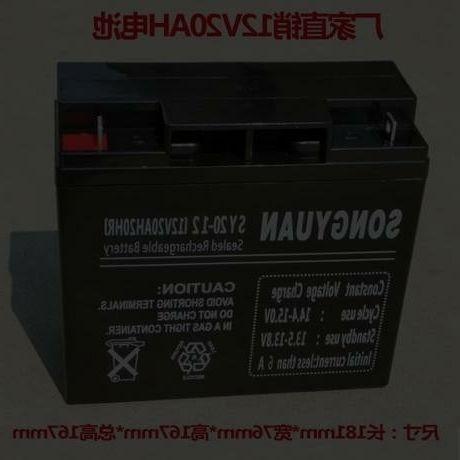 厂家直销12V20AH电池
SONGYUAN
SY20-1.2 [12V20AH20HR]
Sealed Rechargeable Battery
Constant Voltage Charge
Cycle use : 14.4-15.0V
Standby use : 13.5-13.8V
Initial current:less than 6 A
CAUTION:
AVOID SHORTING TERMINALS.
DO NOT CHARGE
IN A GAS TIGHT CONTAINER.
尺寸：长181mm*宽76mm*高167mm*总高167mm